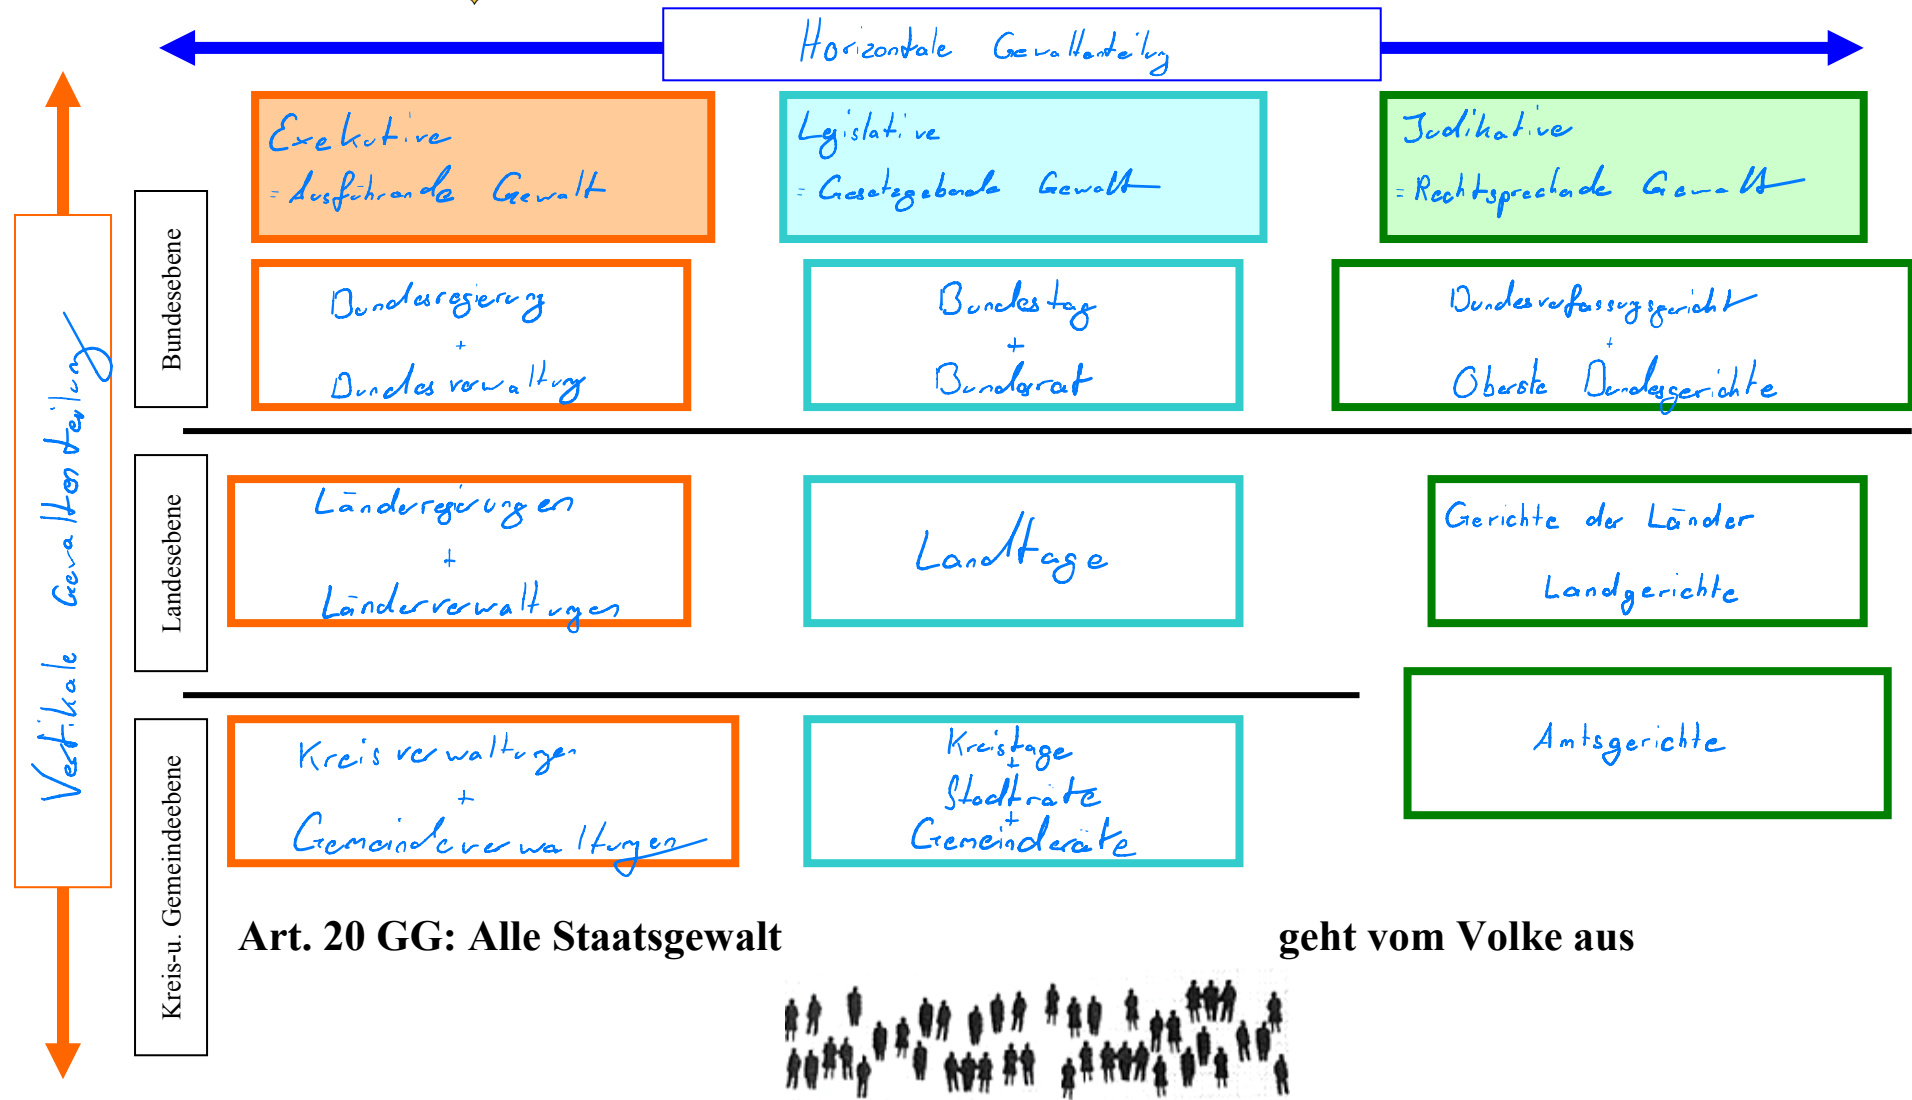 Horizontale Gewaltenteilung
Exekutive
= Ausführende Gewalt
Legislative
= Gesetzgebende Gewalt
Judikative
= Rechtsprechende Gewalt
Vertikale Gewaltenteilung
Bundesebene
Bundesregierung
+
Bundesverwaltung
Bundestag
+
Bundesrat
Bundesverfassungsgericht
+
Oberste Bundesgerichte
Landesebene
Länderregierungen
+
Länderverwaltungen
Landtage
Gerichte der Länder
Landgerichte
Kreis-u. Gemeindeebene
Kreisverwaltungen
+
Gemeindeverwaltungen
Kreistage
+
Stadträte
+
Gemeinderäte
Amtsgerichte
Art. 20 GG: Alle Staatsgewalt geht vom Volke aus